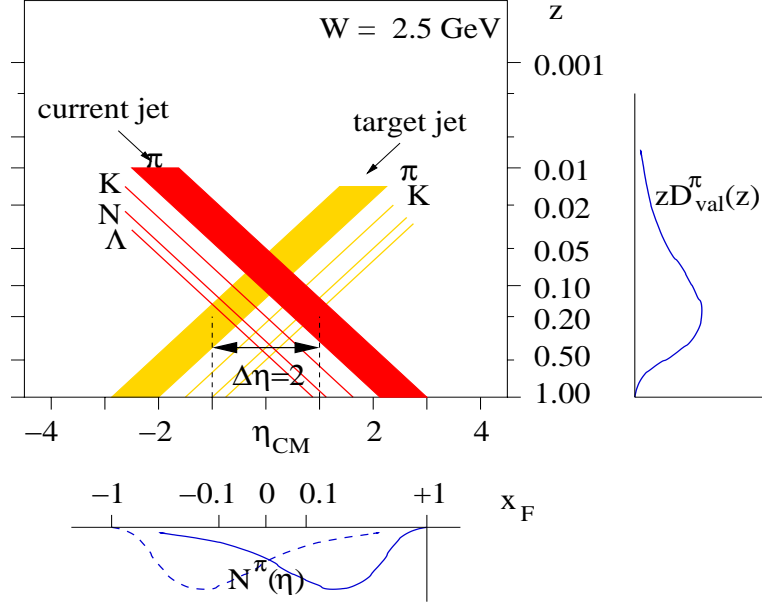 W = 2.5 GeV
z
0.001
current jet
target jet
π
π
0.01
K
K
zD^π_val(z)
N
0.02
Λ
0.05
0.10
0.20
0.50
Δη=2
1.00
−4
−2
η_CM
2
4
−1
−0.1
0
0.1
+1
x_F
N^π(η)